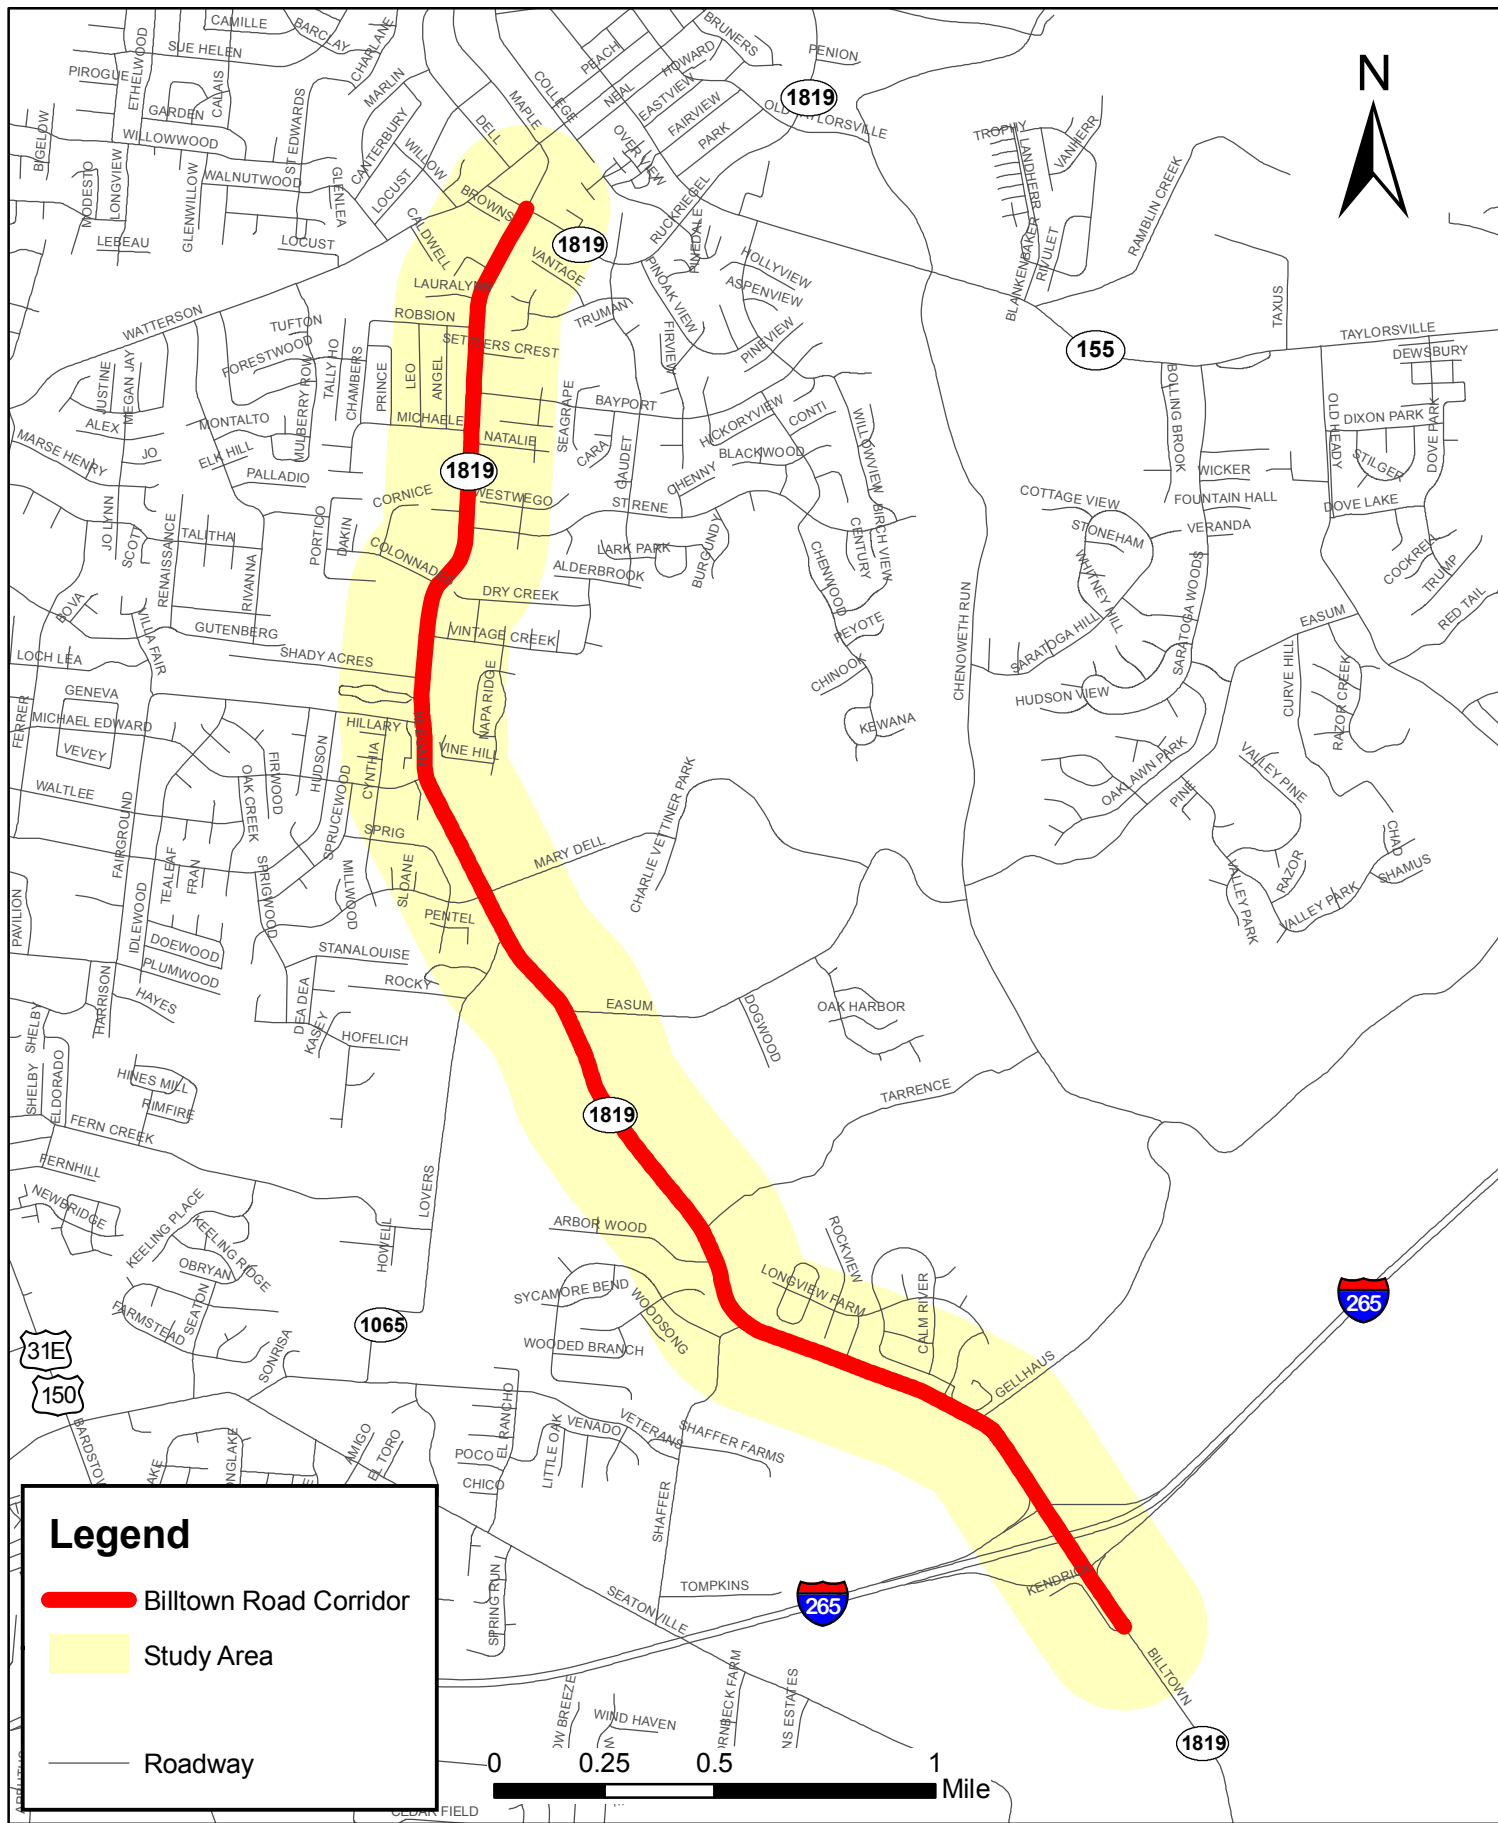 CAMILLE
BARCLAY
CHARLANE
SUE HELEN
PIROGUE
ETHELWOOD
CALAIS
GARDEN
WILLOWWOOD
BIGELOW
ST EDWARDS
MARLIN
CANTERBURY
WILLOW
LOCUST
DELL
MAPLE
COLLEGE
PEACH
NEAL
HOWARD
BRUNERS
PENION
EASTVIEW
FAIRVIEW
PARK
OVER VIEW
1819
TROPHY
LANDHERR
VANHERR
N
MODESTO
LONGVIEW
GLENWILLOW
WALNUTWOOD
GLENLEA
LEBEAU
LOCUST
CALDWELL
BROWNS
1819
RUCKRIEGEL
PINEDALE
VANTAGE
LAURALYNN
TRUMAN
PINOAK VIEW
HOLLYVIEW
ASPENVIEW
PINEVIEW
FIRVIEW
BLANKENBAKER
RIVULET
RAMBLIN CREEK
TAXUS
155
TAYLORSVILLE
DEWSBURY
WATTERSON
TUFTON
FORESTWOOD
ROBSION
SETTLERS CREST
JUSTINE
MEGAN JAY
MULBERRY ROW
TALLY HO
CHAMBERS
PRINCE
LEO
ANGEL
MICHAELE
NATALIE
SEAGRAPE
BAYPORT
CARA
GAUDET
HICKORYVIEW
CONTI
BLACKWOOD
WILLOWVIEW
BOLING BROOK
OLD HEADY
DIXON PARK
DOVE PARK
STILGER
ALEX
JO
MONTALTO
ELK HILL
PALLADIO
MARSE HENRY
1819
CORNICE
WESTWEGO
ST RENE
CHENNY
WICKER
FOUNTAIN HALL
COTTAGE VIEW
DOVE LAKE
VERANDA
STONEHAM
JO LYNN
SCOTT
RENAISSANCE
TALITHA
RIVANNA
PORTICO
DAKIN
COLONNADES
LARK PARK
ALDERBROOK
BURGUNDY
CENTURY
BIRCH VIEW
CHENWOOD
WHITNEY HILL
SARATOGA WOODS
COCKRELL
TRUMP
RED TAIL
BOVA
VILLA FAIR
GUTENBERG
DRY CREEK
VINTAGE CREEK
PEYOTE
CHINOOK
KEWANA
CHENOWETH RUN
SARATOGA HILL
EASUM
LOCH LEA
SHADY ACRES
GENEVA
FERRER
MICHAEL EDWARD
VEVEY
HILLARY
NAPA RIDGE
VINE HILL
HUDSON VIEW
CURVE HILL
RAZOR CREEK
WALTLEE
OAK CREEK
FIRWOOD
HUDSON
SPRUCEWOOD
CYNTHIA
OAKLAWN PARK
PINE
VALLEY PINE
FAIRGROUND
SPRIG
MARY DELL
CHARLIE VETTINER PARK
CHAD
SHAMUS
RAZOR
VALLEY PARK
VALLEY PARK
PAVILION
IDLEWOOD
TEALEAF
FRAN
SPRIGWOOD
MILLWOOD
SLOANE
PENTEL
DOEWOOD
PLUMWOOD
STANALOUISE
ROCKY
HARRISON
HAYES
DEA DEA
KASEY
HOFELICH
EASUM
DOGWOOD
OAK HARBOR
SHELBY
SHELBY
ELDORADO
HINES MILL
RIMFIRE
FERN CREEK
TARRENCE
1819
FERNHILL
NEWBRIDGE
KEELING PLACE
KEELING RIDGE
OBRYAN
LOVERS
HOWELL
ARBOR WOOD
ROCKVIEW
LONGVIEW FARM
CALM RIVER
SYCAMORE BEND
WOODSONG
FARMSTEAD
SEATON
SONRISA
1065
WOODED BRANCH
GELLHAUS
265
31E
150
EL RANCHO
LITTLE OAK
VENADO
VETERANS
SHAFFER FARMS
AMIGO
EL TORO
POCO
CHICO
SHAFFER
SPRING RUN
SEATONVILLE
TOMPKINS
265
KENDRICK
BILLTOWN
1819
WIND HAVEN
CEDAR FIELD
Legend
Billtown Road Corridor
Study Area
Roadway
0 0.25 0.5 1
Mile